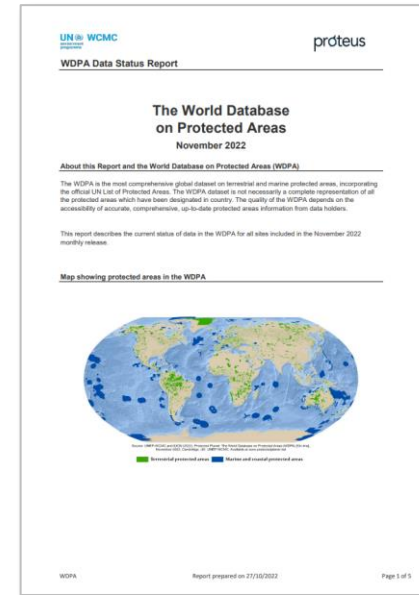 UN WCMC
environment
programme
proteus
WDPA Data Status Report
The World Database
on Protected Areas
November 2022
About this Report and the World Database on Protected Areas (WDPA)
The WDPA is the most comprehensive global dataset on terrestrial and marine protected areas, incorporating
the official UN List of Protected Areas. The WDPA dataset is not necessarily a complete representation of all
the protected areas which have been designated in country. The quality of the WDPA depends on the
accessibility of accurate, comprehensive, up-to-date protected areas information from data holders.
This report describes the current status of data in the WDPA for all sites included in the November 2022
monthly release.
Map showing protected areas in the WDPA
Terrestrial protected areas Marine and coastal protected areas
WDPA Report prepared on 27/10/2022 Page 1 of 5